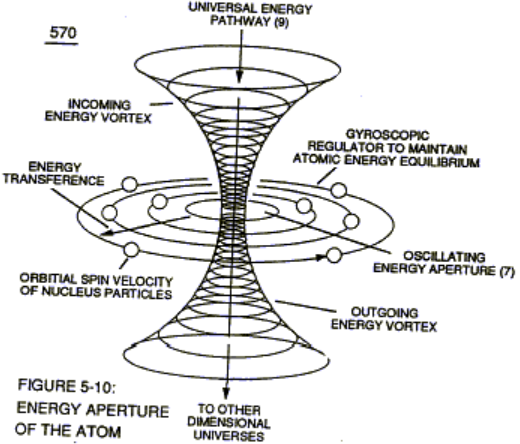 UNIVERSAL ENERGY
PATHWAY (9)
570
INCOMING
ENERGY VORTEX
GYROSCOPIC
REGULATOR TO MAINTAIN
ATOMIC ENERGY EQUILIBRIUM
ENERGY
TRANSFERENCE
OSCILLATING
ENERGY APERTURE (7)
ORBITIAL SPIN VELOCITY
OF NUCLEUS PARTICLES
OUTGOING
ENERGY VORTEX
FIGURE 5-10:
ENERGY APERTURE
OF THE ATOM
TO OTHER
DIMENSIONAL
UNIVERSES